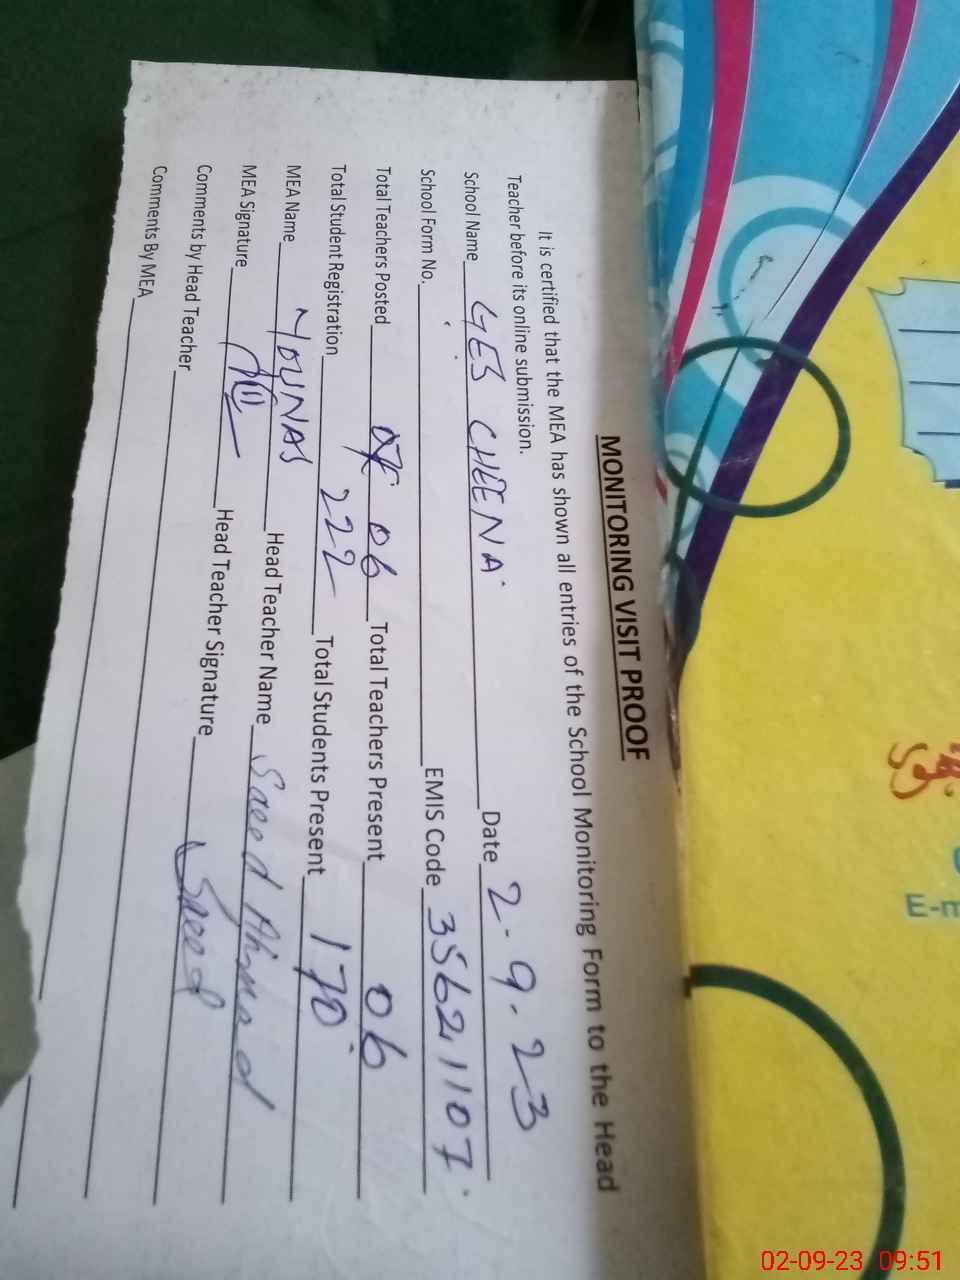 MONITORING VISIT PROOF
It is certified that the MEA has shown all entries of the School Monitoring Form to the Head
Teacher before its online submission.
School Name GES CHEENA Date 2-9-23
School Form No. EMIS Code 35621107
Total Teachers Posted 06 Total Teachers Present 06
Total Student Registration 222 Total Students Present 170
MEA Name YOUNAS Head Teacher Name Saeed Ahmad
MEA Signature Head Teacher Signature Saeed
Comments by Head Teacher
Comments By MEA
E-m
02-09-23 09:51